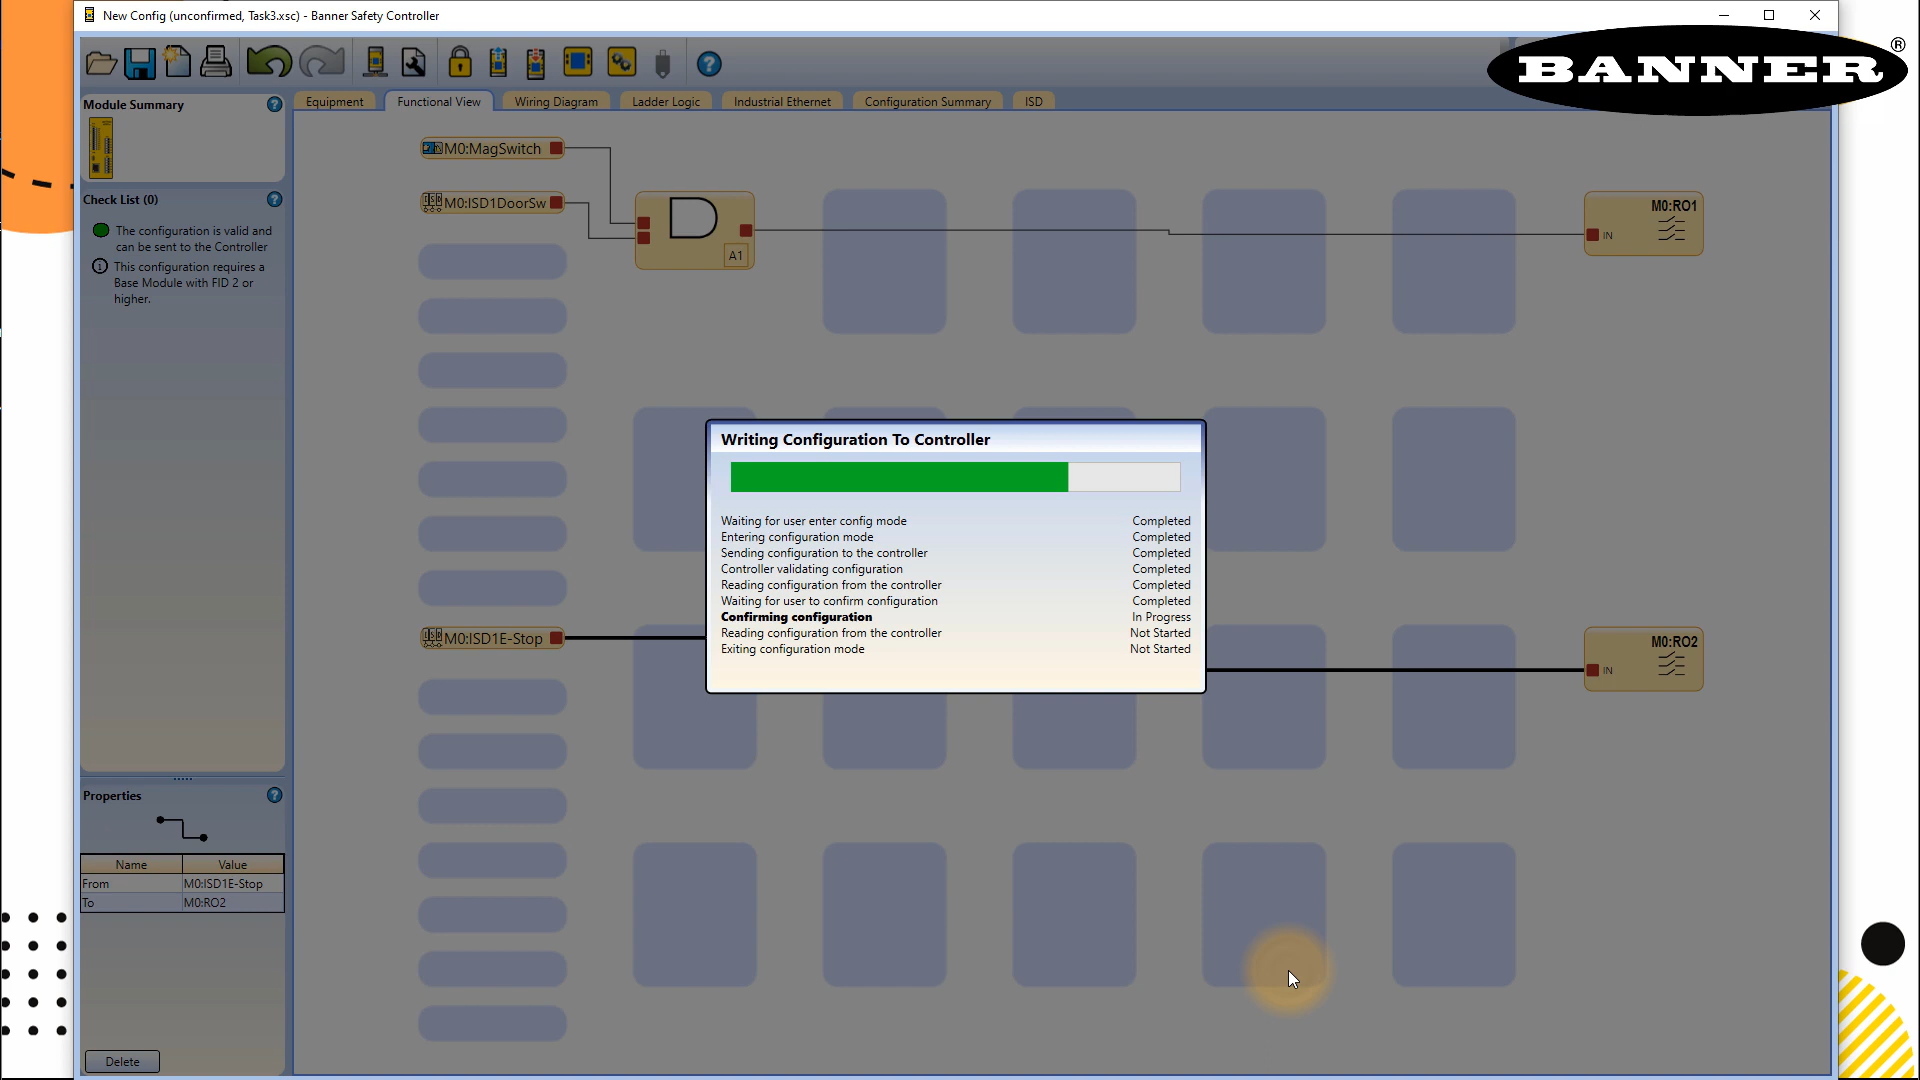 New Config (unconfirmed, Task3.xsc) - Banner Safety Controller
BANNER®
Module Summary
Equipment
Functional View
Wiring Diagram
Ladder Logic
Industrial Ethernet
Configuration Summary
ISD
Check List (0)
The configuration is valid and
can be sent to the Controller
This configuration requires a
Base Module with FID 2 or
higher.
M0:MagSwitch
M0:ISD1DoorSw
A1
M0:RO1
IN
Writing Configuration To Controller
Waiting for user enter config mode Completed
Entering configuration mode Completed
Sending configuration to the controller Completed
Controller validating configuration Completed
Reading configuration from the controller Completed
Waiting for user to confirm configuration Completed
Confirming configuration In Progress
Reading configuration from the controller Not Started
Exiting configuration mode Not Started
M0:ISD1E-Stop
M0:RO2
IN
Properties
Name Value
From M0:ISD1E-Stop
To M0:RO2
Delete